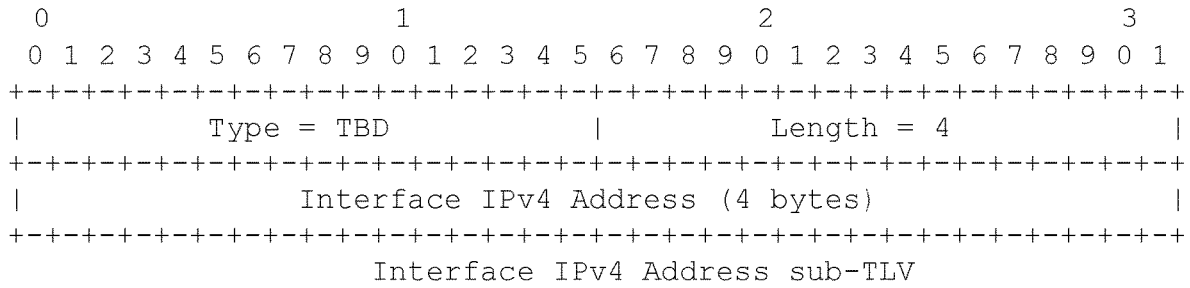 0                   1                   2                   3
0 1 2 3 4 5 6 7 8 9 0 1 2 3 4 5 6 7 8 9 0 1 2 3 4 5 6 7 8 9 0 1
+-+-+-+-+-+-+-+-+-+-+-+-+-+-+-+-+-+-+-+-+-+-+-+-+-+-+-+-+-+-+-+-+
|          Type = TBD           |          Length = 4           |
+-+-+-+-+-+-+-+-+-+-+-+-+-+-+-+-+-+-+-+-+-+-+-+-+-+-+-+-+-+-+-+-+
|               Interface IPv4 Address (4 bytes)                |
+-+-+-+-+-+-+-+-+-+-+-+-+-+-+-+-+-+-+-+-+-+-+-+-+-+-+-+-+-+-+-+-+
Interface IPv4 Address sub-TLV